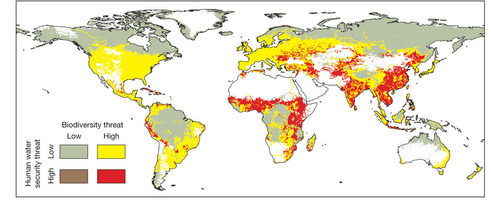 Biodiversity threat
Low High
Human water
security threat
Low
High